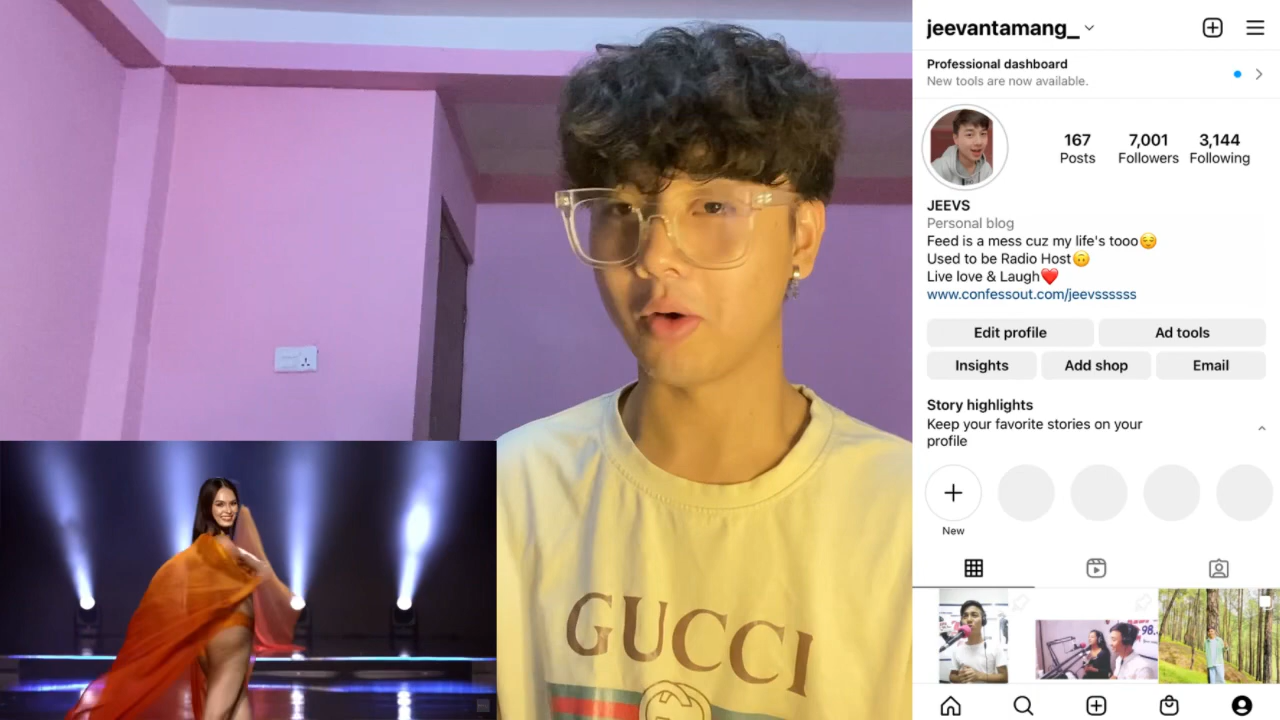 GUCCI
jeevantamang_
Professional dashboard
New tools are now available.
167
7,001
3,144
Posts
Followers
Following
JEEVS
Personal blog
Feed is a mess cuz my life's tooo😌
Used to be Radio Host🙃
Live love & Laugh❤️
www.confessout.com/jeevssssss
Edit profile
Ad tools
Insights
Add shop
Email
Story highlights
Keep your favorite stories on your
profile
New
98.